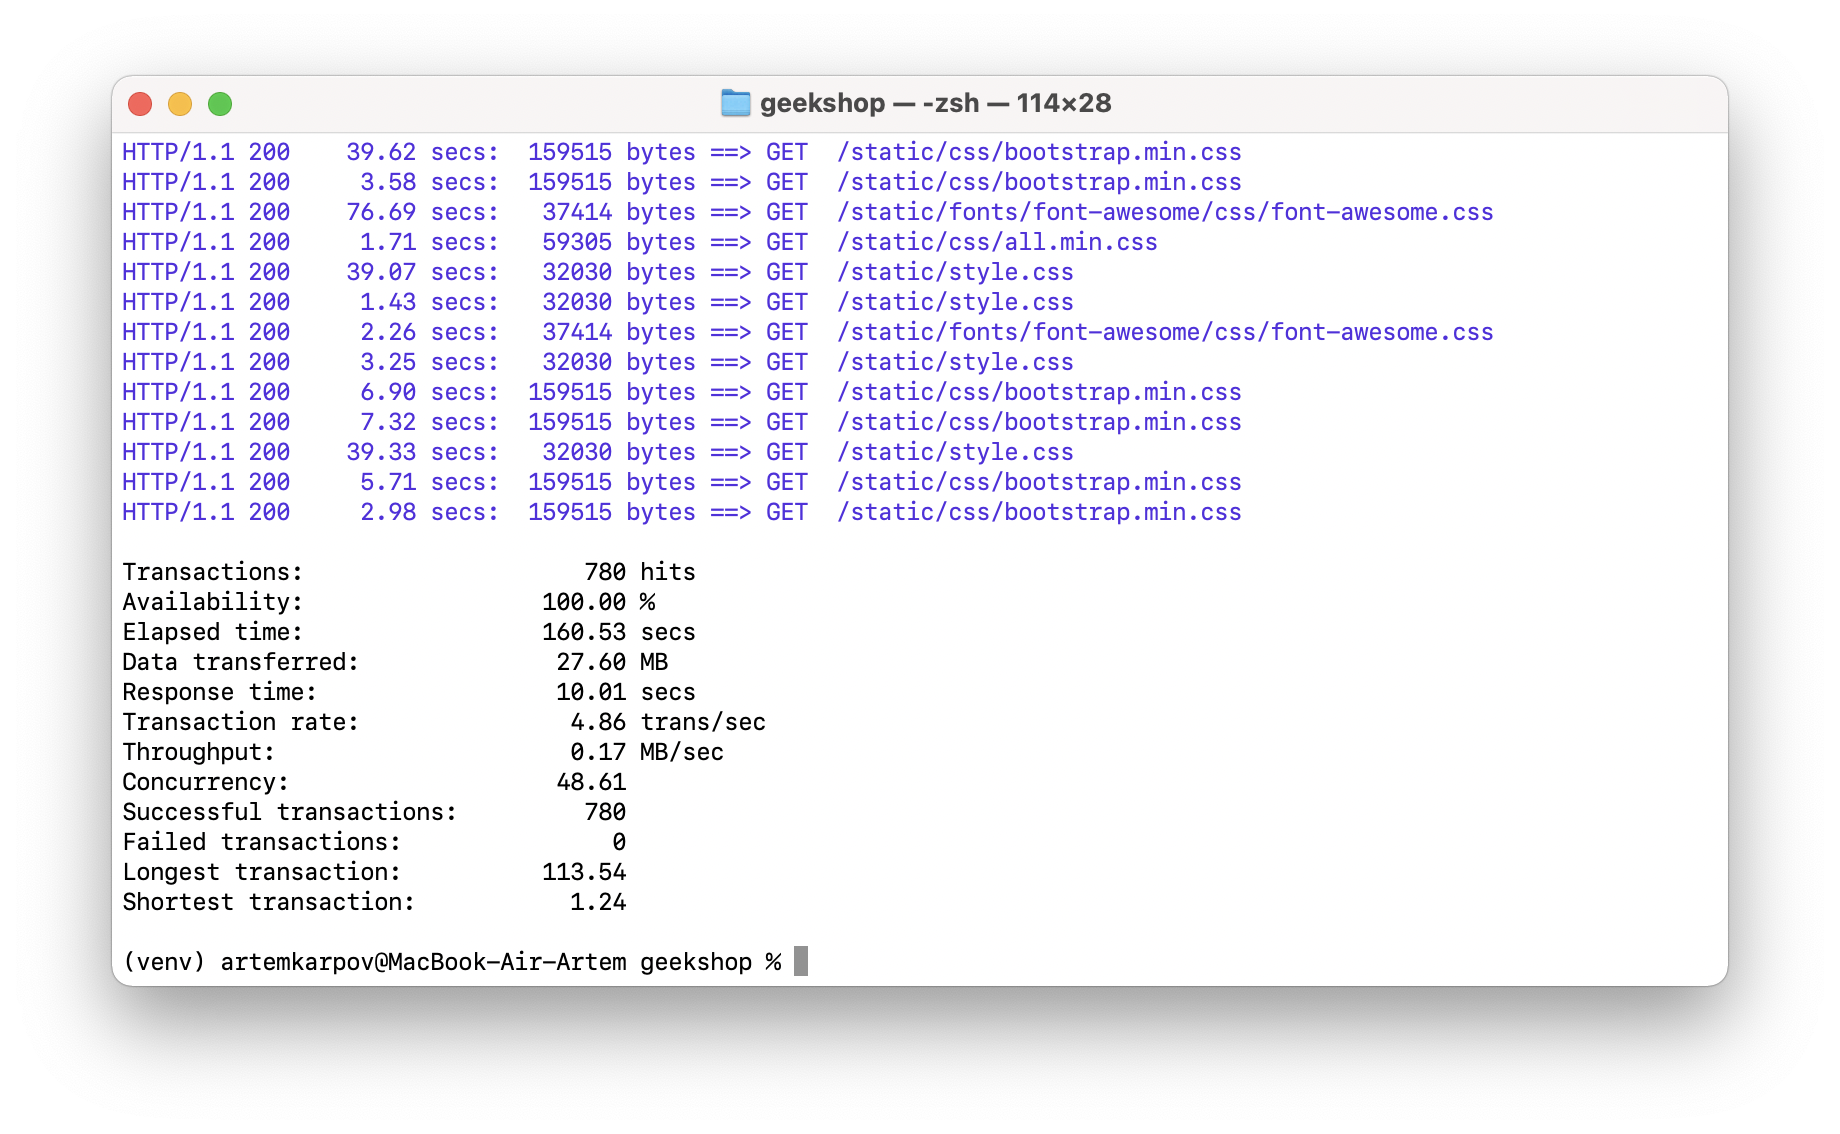 geekshop — -zsh — 114×28
HTTP/1.1 200    39.62 secs:  159515 bytes ==> GET  /static/css/bootstrap.min.css
HTTP/1.1 200     3.58 secs:  159515 bytes ==> GET  /static/css/bootstrap.min.css
HTTP/1.1 200    76.69 secs:   37414 bytes ==> GET  /static/fonts/font-awesome/css/font-awesome.css
HTTP/1.1 200     1.71 secs:   59305 bytes ==> GET  /static/css/all.min.css
HTTP/1.1 200    39.07 secs:   32030 bytes ==> GET  /static/style.css
HTTP/1.1 200     1.43 secs:   32030 bytes ==> GET  /static/style.css
HTTP/1.1 200     2.26 secs:   37414 bytes ==> GET  /static/fonts/font-awesome/css/font-awesome.css
HTTP/1.1 200     3.25 secs:   32030 bytes ==> GET  /static/style.css
HTTP/1.1 200     6.90 secs:  159515 bytes ==> GET  /static/css/bootstrap.min.css
HTTP/1.1 200     7.32 secs:  159515 bytes ==> GET  /static/css/bootstrap.min.css
HTTP/1.1 200    39.33 secs:   32030 bytes ==> GET  /static/style.css
HTTP/1.1 200     5.71 secs:  159515 bytes ==> GET  /static/css/bootstrap.min.css
HTTP/1.1 200     2.98 secs:  159515 bytes ==> GET  /static/css/bootstrap.min.css
Transactions:                    780 hits
Availability:                 100.00 %
Elapsed time:                 160.53 secs
Data transferred:              27.60 MB
Response time:                 10.01 secs
Transaction rate:               4.86 trans/sec
Throughput:                     0.17 MB/sec
Concurrency:                   48.61
Successful transactions:         780
Failed transactions:               0
Longest transaction:          113.54
Shortest transaction:           1.24
(venv) artemkarpov@MacBook-Air-Artem geekshop %